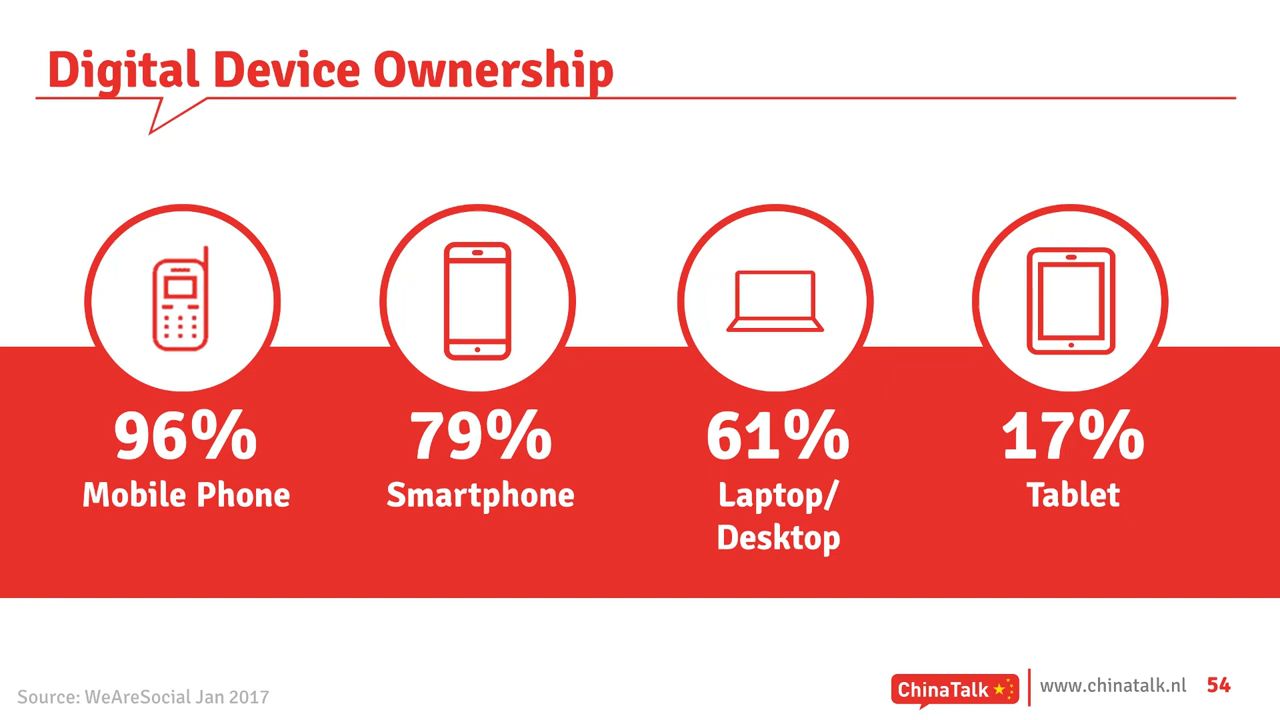 Digital Device Ownership
96%
Mobile Phone
79%
Smartphone
61%
Laptop/
Desktop
17%
Tablet
Source: WeAreSocial Jan 2017
ChinaTalk
www.chinatalk.nl
54